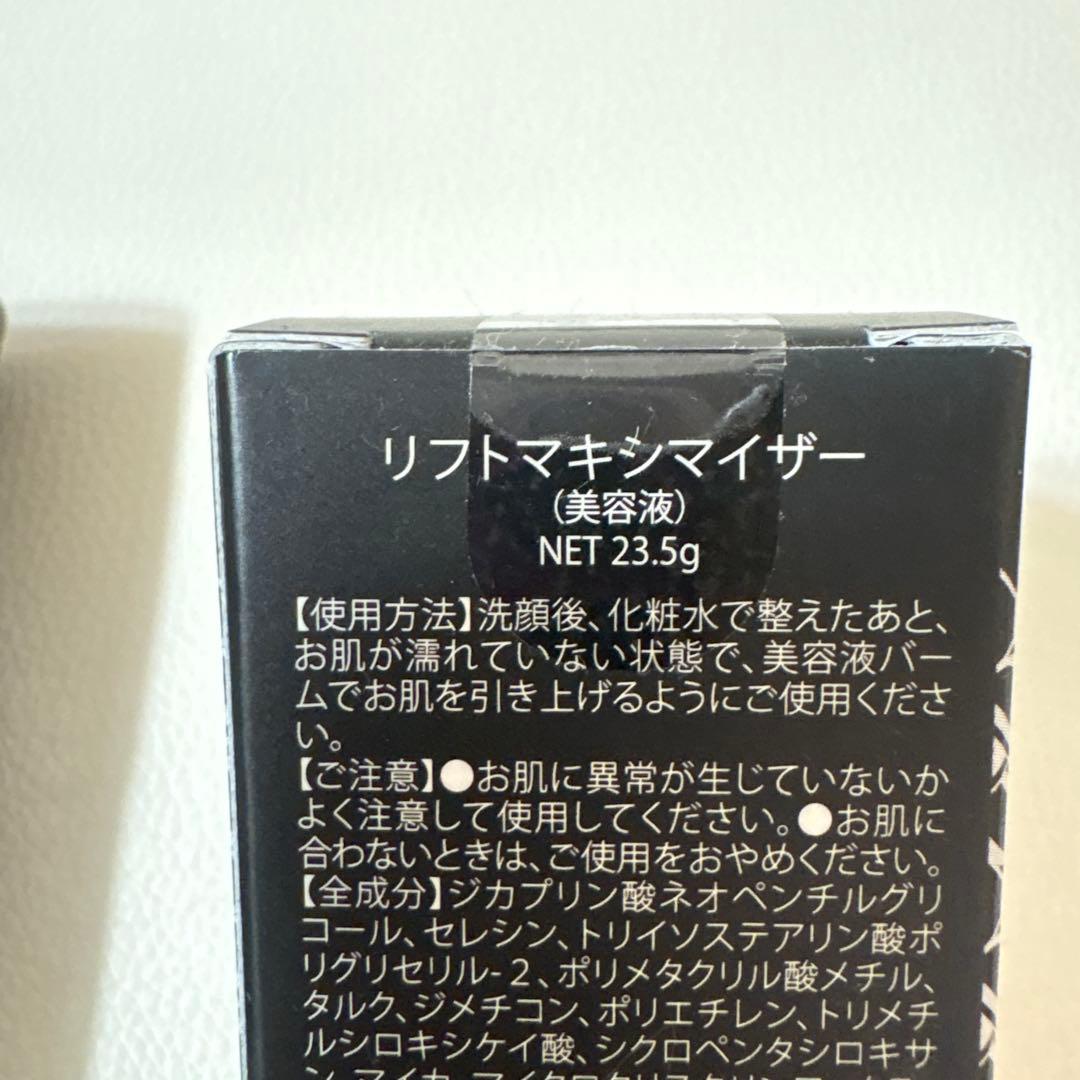 リフトマキシマイザー
(美容液)
NET 23.5g
【使用方法】洗顔後、化粧水で整えたあと、
お肌が濡れていない状態で、美容液バー
ムでお肌を引き上げるようにご使用くださ
い。
【ご注意】●お肌に異常が生じていないか
よく注意して使用してください。●お肌に
合わないときは、ご使用をおやめください。
【全成分】ジカプリン酸ネオペンチルグリ
コール、セレシン、トリイソステアリン酸ポ
リグリセリル-2、ポリメタクリル酸メチル、
タルク、ジメチコン、ポリエチレン、トリメチ
ルシロキシケイ酸、シクロペンタシロキサ